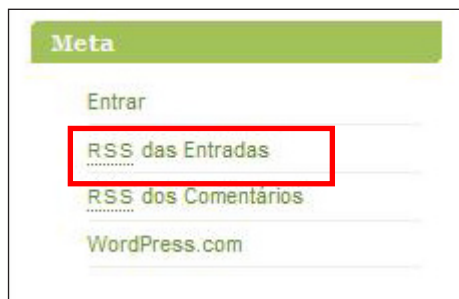 Meta
Entrar
RSS das Entradas
RSS dos Comentários
WordPress.com